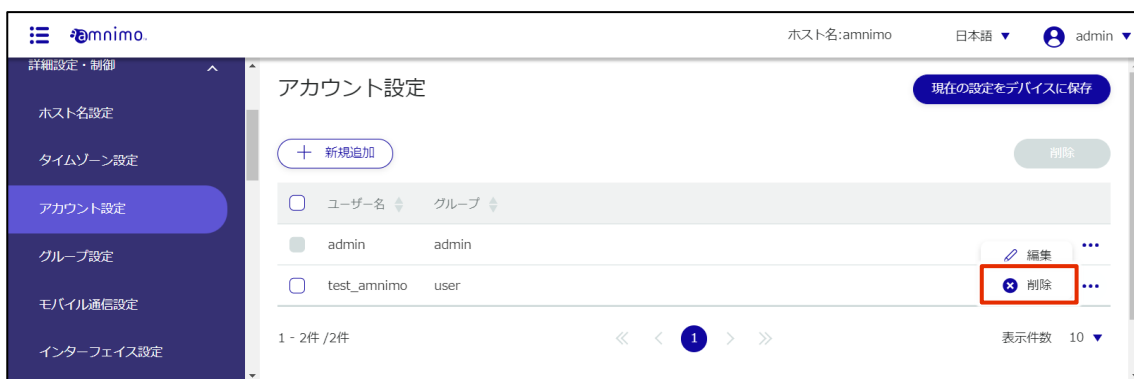 amnimo.
ホスト名:amnimo
日本語 ▼
admin ▼
詳細設定・制御
ホスト名設定
タイムゾーン設定
アカウント設定
グループ設定
モバイル通信設定
インターフェイス設定
アカウント設定
現在の設定をデバイスに保存
+ 新規追加
削除
ユーザー名 グループ
admin admin
編集
test_amnimo user
削除
1 - 2件 /2件
1
表示件数 10 ▼